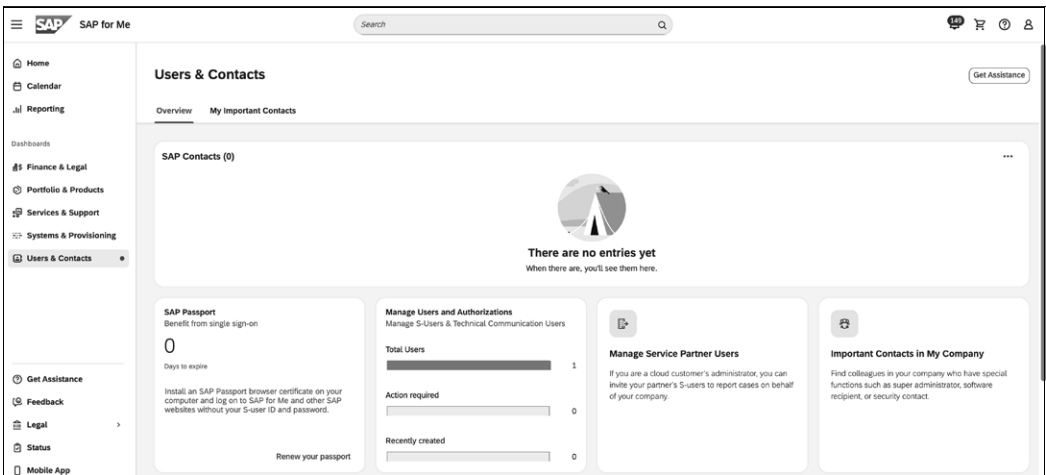 SAP SAP for Me
Search
149
Home
Calendar
Reporting
Dashboards
Finance & Legal
Portfolio & Products
Services & Support
Systems & Provisioning
Users & Contacts
Get Assistance
Feedback
Legal
Status
Mobile App
Users & Contacts
Get Assistance
Overview My Important Contacts
SAP Contacts (0)
There are no entries yet
When there are, you'll see them here.
SAP Passport
Benefit from single sign-on
0
Days to expire
Install an SAP Passport browser certificate on your
computer and log on to SAP for Me and other SAP
websites without your S-user ID and password.
Renew your passport
Manage Users and Authorizations
Manage S-Users & Technical Communication Users
Total Users
1
Action required
0
Recently created
0
Manage Service Partner Users
If you are a cloud customer's administrator, you can
invite your partner's S-users to report cases on behalf
of your company.
Important Contacts in My Company
Find colleagues in your company who have special
functions such as super administrator, software
recipient, or security contact.